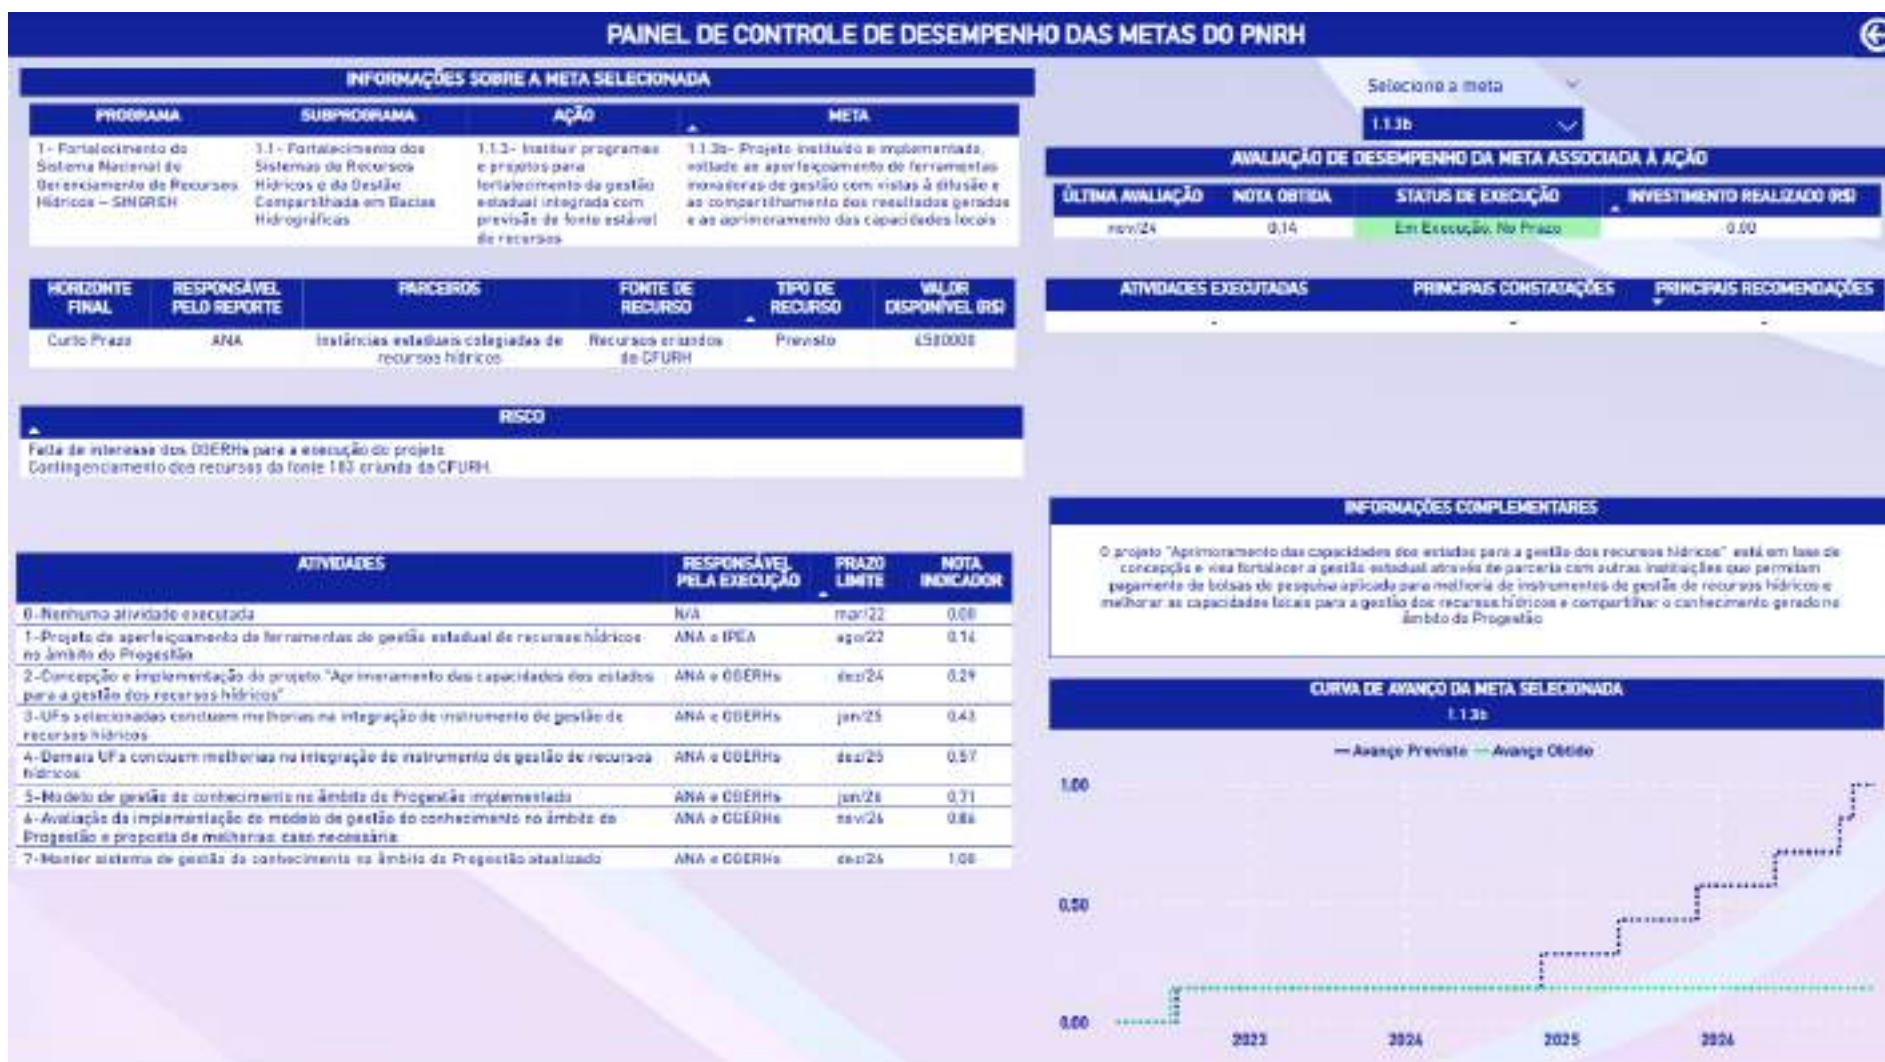 PAINEL DE CONTROLE DE DESEMPENHO DAS METAS DO PNRH
INFORMAÇÕES SOBRE A META SELECIONADA
PROGRAMA SUBPROGRAMA AÇÃO META
1- Fortalecimento do
Sistema Nacional de
Gerenciamento de Recursos
Hídricos – SINGREH
1.1- Fortalecimento dos
Sistemas de Recursos
Hídricos e da Gestão
Compartilhada em Bacias
Hidrográficas
1.1.3- Instituir programas
e projetos para
fortalecimento da gestão
estadual integrada com
previsão de fonte estável
de recursos
1.1.3b- Projeto instituído e implementado,
voltado ao aperfeiçoamento de ferramentas
inovadoras de gestão com vistas à difusão e
ao compartilhamento dos resultados gerados
e ao aprimoramento das capacidades locais
HORIZONTE
FINAL
RESPONSÁVEL
PELO REPORTE
PARCEIROS
FONTE DE
RECURSO
TIPO DE
RECURSO
VALOR
DISPONÍVEL (R$)
Curto Prazo
ANA
Instâncias estaduais colegiadas de
recursos hídricos
Recursos oriundos
da CFURH
Previsto
RISCO
Falta de interesse dos OGERHs para a execução do projeto
Contingenciamento dos recursos da fonte 183 oriunda da CFURH.
ATIVIDADES
RESPONSÁVEL
PELA EXECUÇÃO
PRAZO
LIMITE
NOTA
INDICADOR
0-Nenhuma atividade executada N/A mar/22 0.00
1-Projeto de aperfeiçoamento de ferramentas de gestão estadual de recursos hídricos
no âmbito do Progestão
ANA e IPEA ago/22 0.14
2-Concepção e implementação do projeto "Aprimoramento das capacidades dos estados
para a gestão dos recursos hídricos"
ANA e OGERHs dez/24 0.29
3-UFs selecionadas concluem melhorias na integração de instrumento de gestão de
recursos hídricos
ANA e OGERHs jun/25 0.43
4-Demais UFs concluem melhorias na integração de instrumento de gestão de recursos
hídricos
ANA e OGERHs dez/25 0.57
5-Modelo de gestão do conhecimento no âmbito do Progestão implementado ANA e OGERHs jun/26 0.71
6-Avaliação da implementação do modelo de gestão do conhecimento no âmbito do
Progestão e proposta de melhorias, caso necessária
ANA e OGERHs nov/26 0.86
7-Manter sistema de gestão do conhecimento no âmbito do Progestão atualizado ANA e OGERHs dez/26 1.00
Selecione a meta
1.1.3b
AVALIAÇÃO DE DESEMPENHO DA META ASSOCIADA À AÇÃO
ÚLTIMA AVALIAÇÃO NOTA OBTIDA STATUS DE EXECUÇÃO INVESTIMENTO REALIZADO (R$)
nov/24 0.14 Em Execução. No Prazo 0.00
ATIVIDADES EXECUTADAS PRINCIPAIS CONSTATAÇÕES PRINCIPAIS RECOMENDAÇÕES
- - -
INFORMAÇÕES COMPLEMENTARES
O projeto "Aprimoramento das capacidades dos estados para a gestão dos recursos hídricos" está em fase de
concepção e visa fortalecer a gestão estadual através de parceria com outras instituições que permitam
pagamento de bolsas de pesquisa aplicada para melhoria de instrumentos de gestão de recursos hídricos e
melhorar as capacidades locais para a gestão dos recursos hídricos e compartilhar o conhecimento gerado no
âmbito do Progestão
CURVA DE AVANÇO DA META SELECIONADA
1.1.3b
Avanço Previsto Avanço Obtido
1.00
0.50
0.00
2023 2024 2025 2026